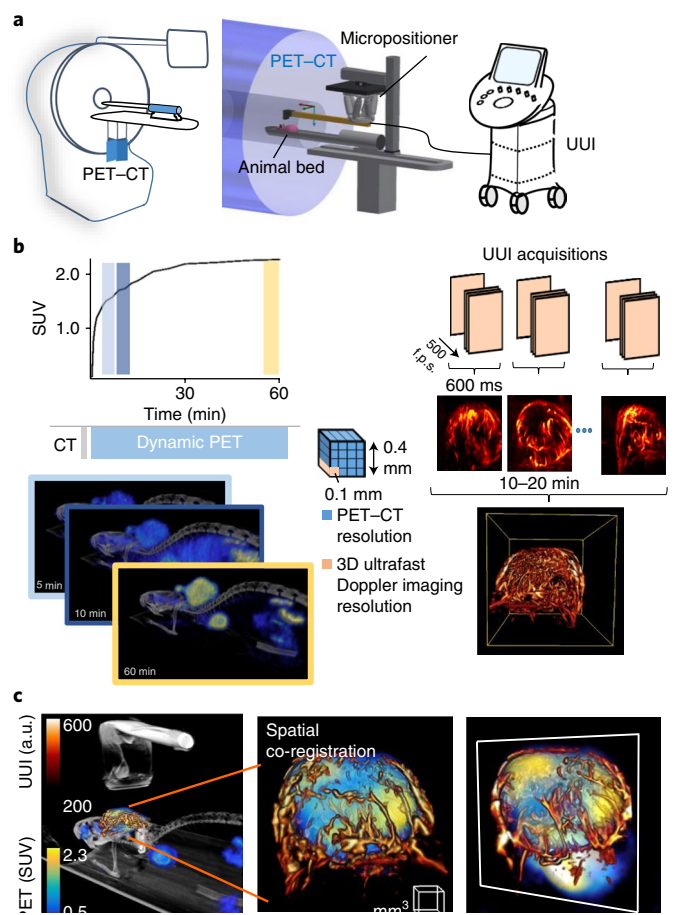 a
PET–CT
PET–CT
Micropositioner
Animal bed
UUI
b
SUV
2.0
1.0
30
60
Time (min)
CT
Dynamic PET
5 min
10 min
60 min
0.4
mm
0.1 mm
PET–CT
resolution
3D ultrafast
Doppler imaging
resolution
UUI acquisitions
500
f.p.s.
600 ms
10–20 min
c
UUI (a.u.)
600
200
PET (SUV)
2.3
0.5
Spatial
co-registration
mm³